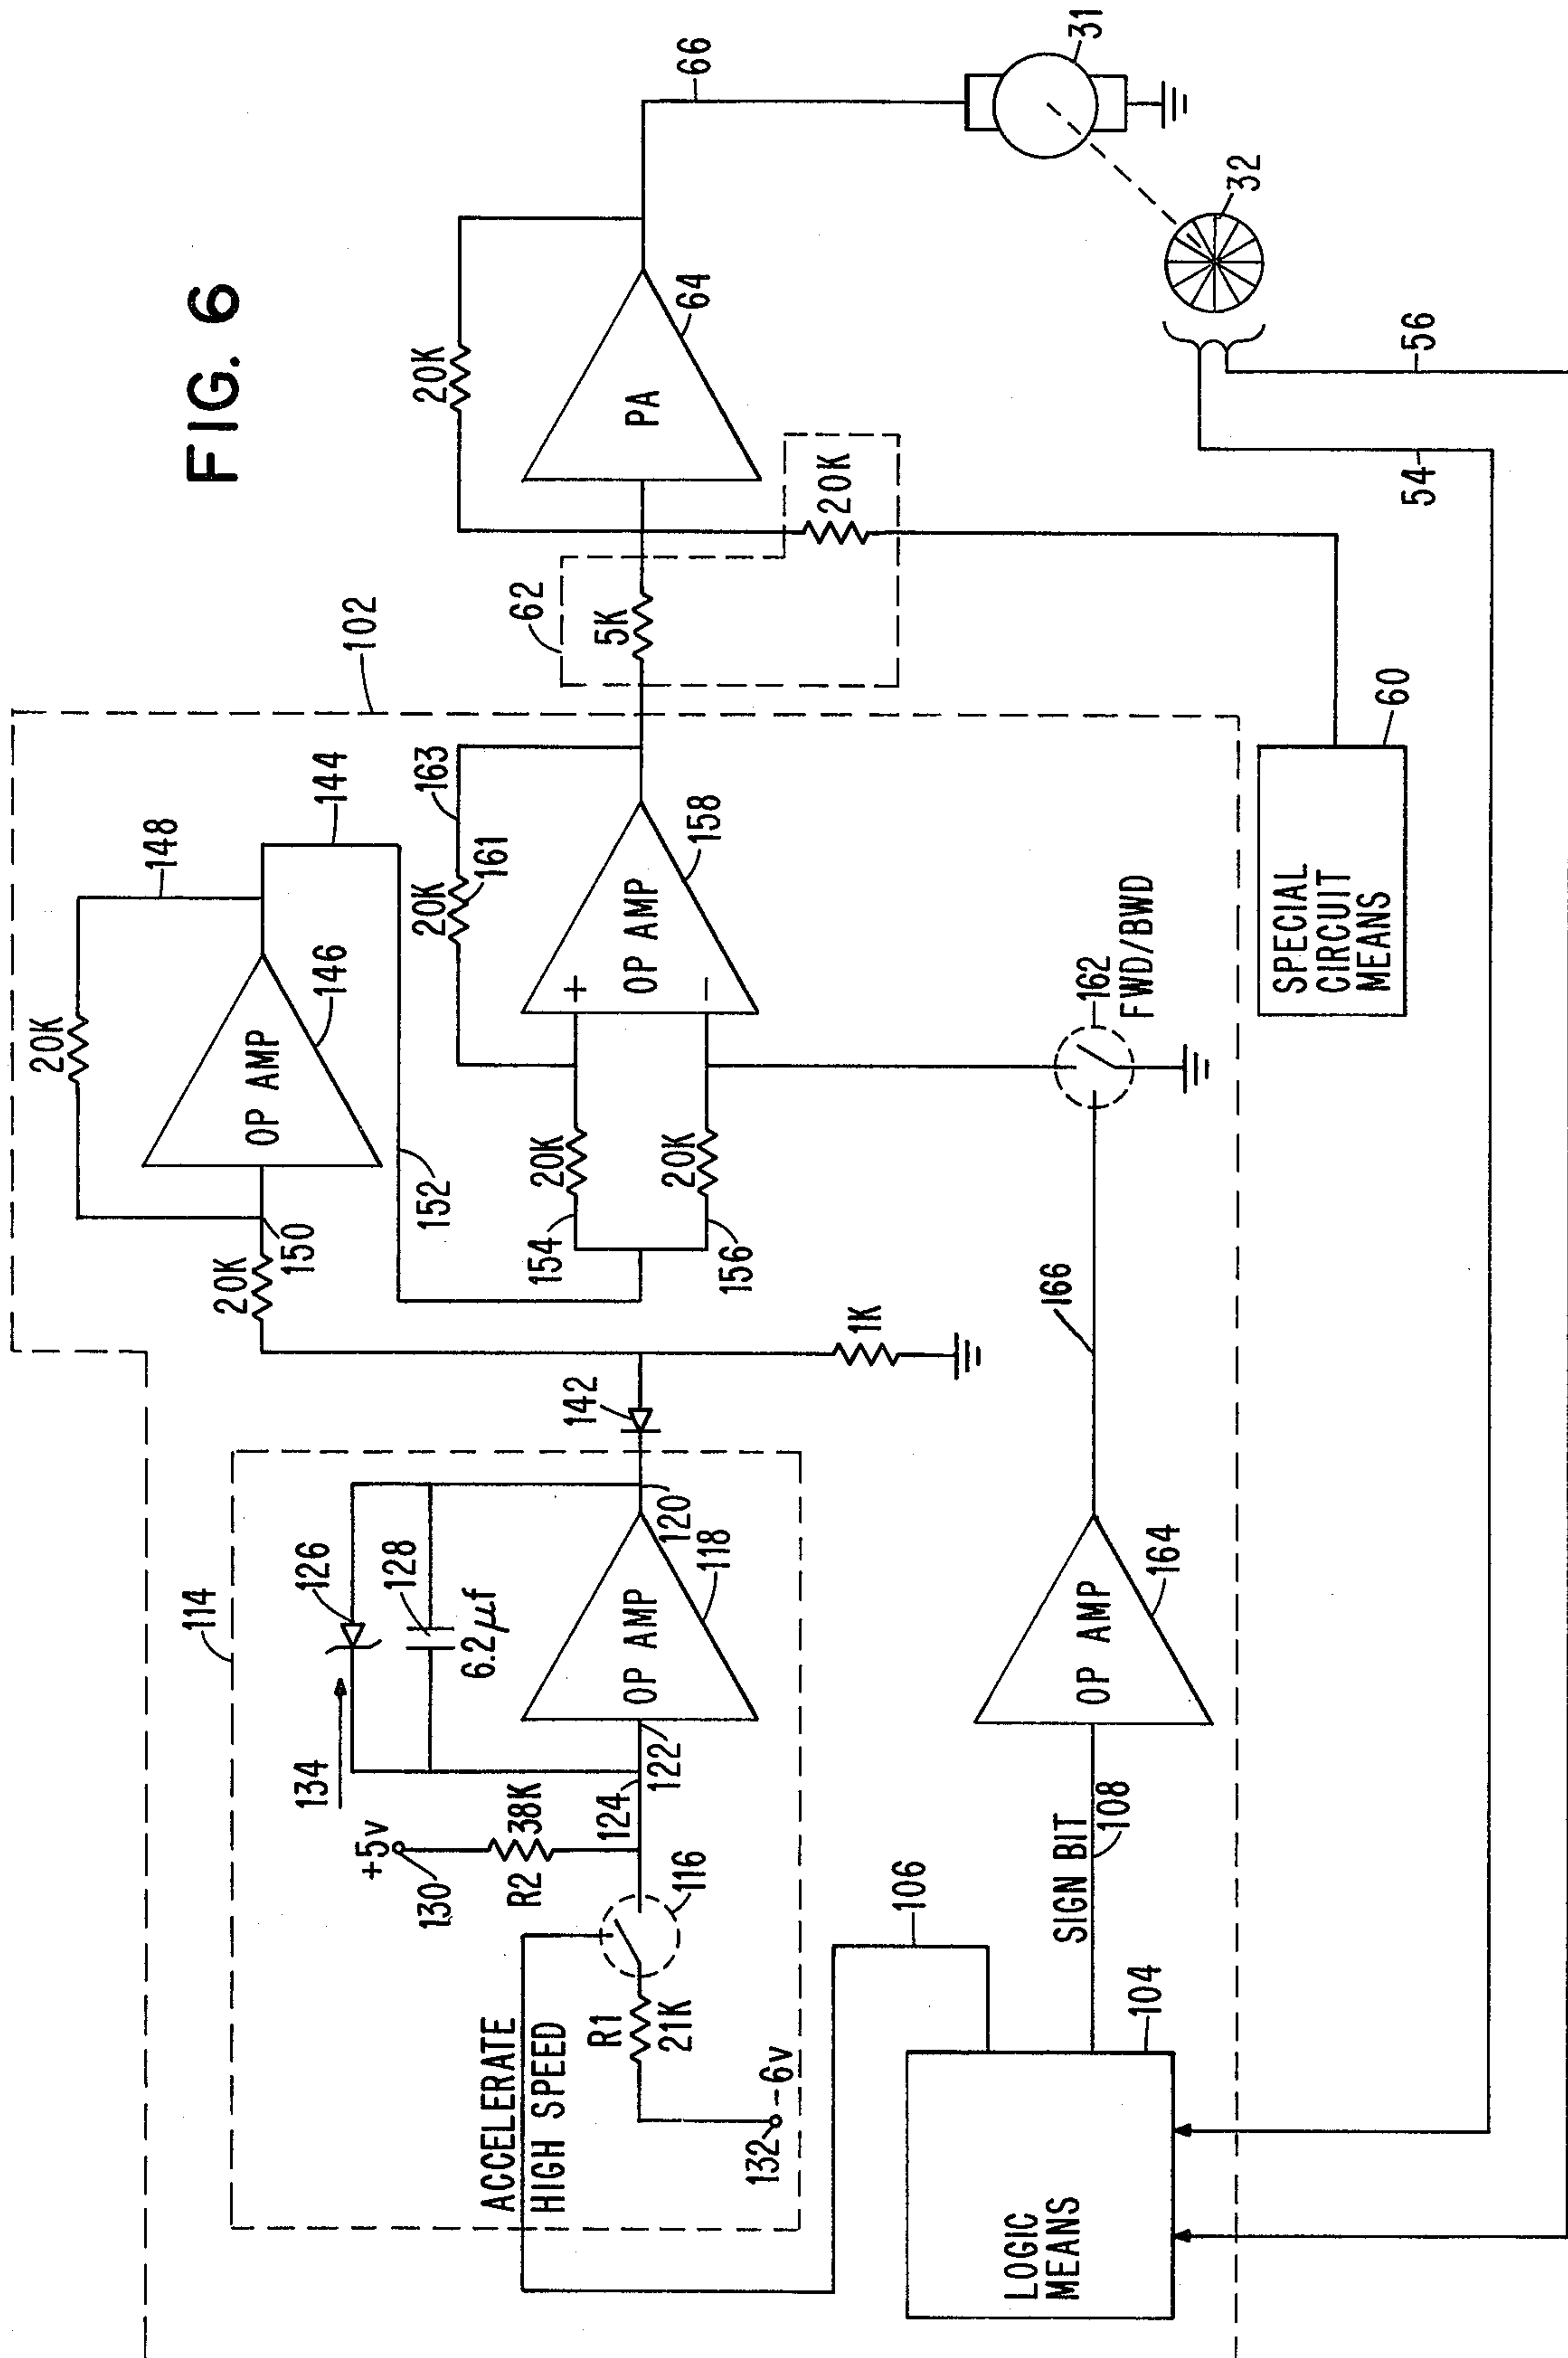 FIG. 6
114
134
126
128
6.2 µf
+5v
130
R2
38K
124
122
OP AMP
120
118
116
R1
21K
-6v
132
ACCELERATE
HIGH SPEED
142
1K
20K
150
20K
OP AMP
146
148
144
152
102
154
20K
156
20K
20K
161
163
+
-
OP AMP
158
162
FWD/BWD
166
OP AMP
164
SIGN BIT
108
106
104
LOGIC
MEANS
62
5K
20K
20K
PA
64
66
31
32
54
56
60
SPECIAL
CIRCUIT
MEANS